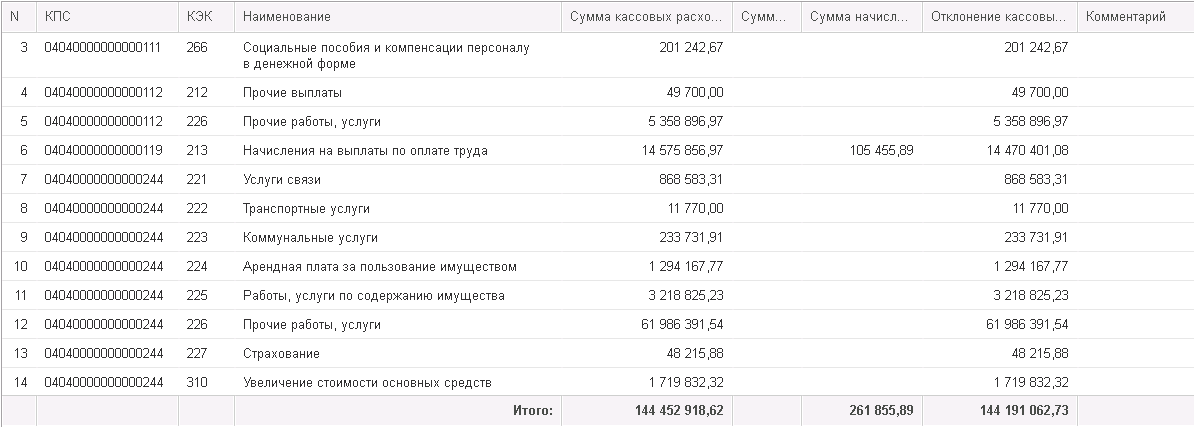 N КПС КЭК Наименование Сумма кассовых расхо... Сумм... Сумма начисл... Отклонение кассовы... Комментарий
3 04040000000000111 266 Социальные пособия и компенсации персоналу 201 242,67 201 242,67
в денежной форме
4 04040000000000112 212 Прочие выплаты 49 700,00 49 700,00
5 04040000000000112 226 Прочие работы, услуги 5 358 896,97 5 358 896,97
6 04040000000000119 213 Начисления на выплаты по оплате труда 14 575 856,97 105 455,89 14 470 401,08
7 04040000000000244 221 Услуги связи 868 583,31 868 583,31
8 04040000000000244 222 Транспортные услуги 11 770,00 11 770,00
9 04040000000000244 223 Коммунальные услуги 233 731,91 233 731,91
10 04040000000000244 224 Арендная плата за пользование имуществом 1 294 167,77 1 294 167,77
11 04040000000000244 225 Работы, услуги по содержанию имущества 3 218 825,23 3 218 825,23
12 04040000000000244 226 Прочие работы, услуги 61 986 391,54 61 986 391,54
13 04040000000000244 227 Страхование 48 215,88 48 215,88
14 04040000000000244 310 Увеличение стоимости основных средств 1 719 832,32 1 719 832,32
Итого: 144 452 918,62 261 855,89 144 191 062,73